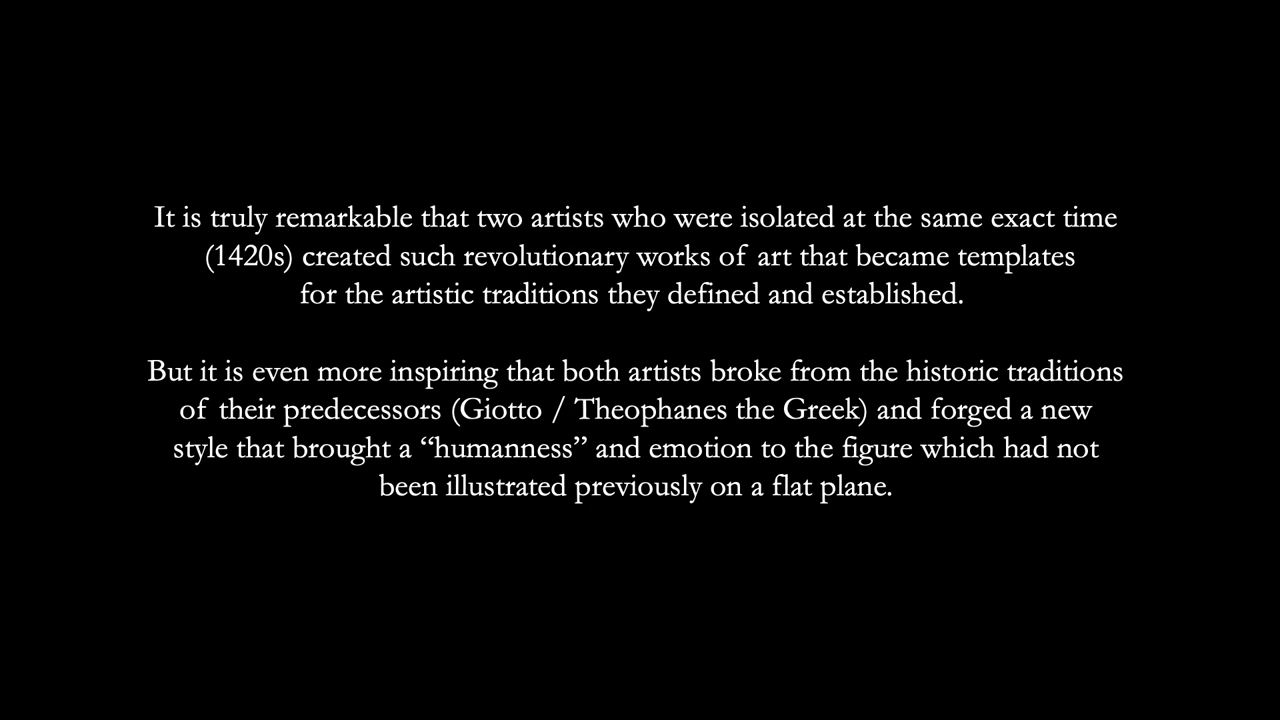 It is truly remarkable that two artists who were isolated at the same exact time
(1420s) created such revolutionary works of art that became templates
for the artistic traditions they defined and established.
But it is even more inspiring that both artists broke from the historic traditions
of their predecessors (Giotto / Theophanes the Greek) and forged a new
style that brought a “humanness” and emotion to the figure which had not
been illustrated previously on a flat plane.